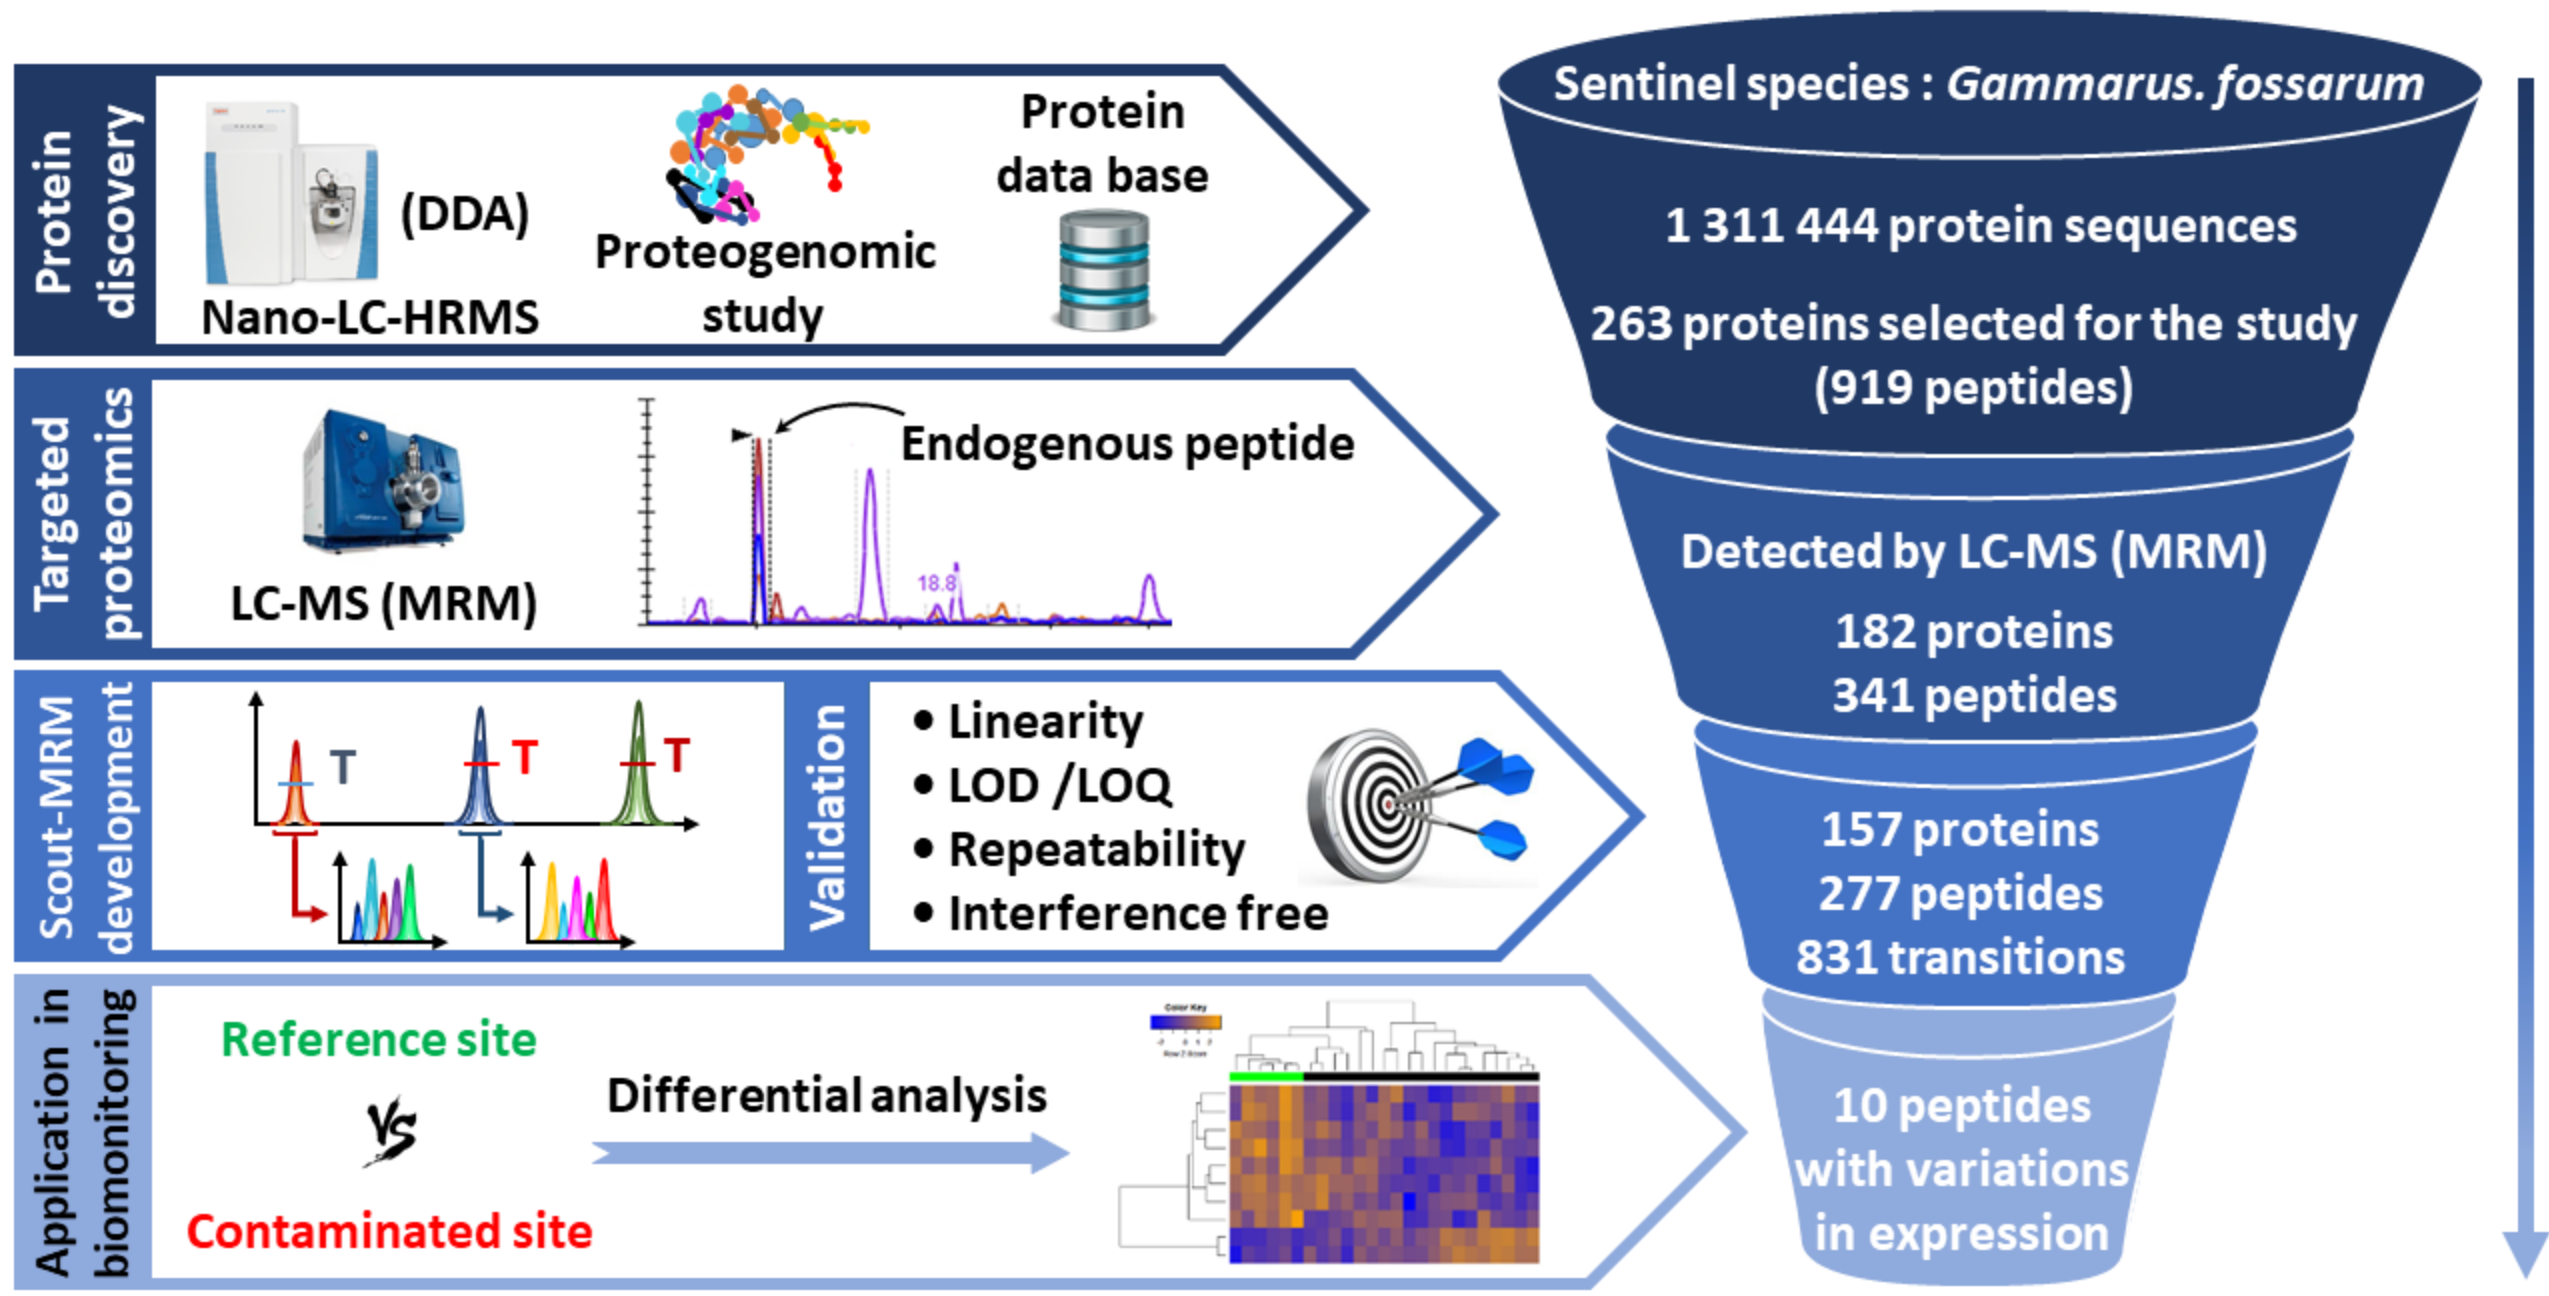 Protein
discovery
(DDA)
Nano-LC-HRMS
Proteogenomic
study
Protein
data base
Targeted
proteomics
LC-MS (MRM)
Endogenous peptide
18.8
Scout-MRM
development
T
T
T
Validation
• Linearity
• LOD /LOQ
• Repeatability
• Interference free
Application in
biomonitoring
Reference site
VS
Contaminated site
Differential analysis
Color Key
Sentinel species : Gammarus. fossarum
1 311 444 protein sequences
263 proteins selected for the study
(919 peptides)
Detected by LC-MS (MRM)
182 proteins
341 peptides
157 proteins
277 peptides
831 transitions
10 peptides
with variations
in expression